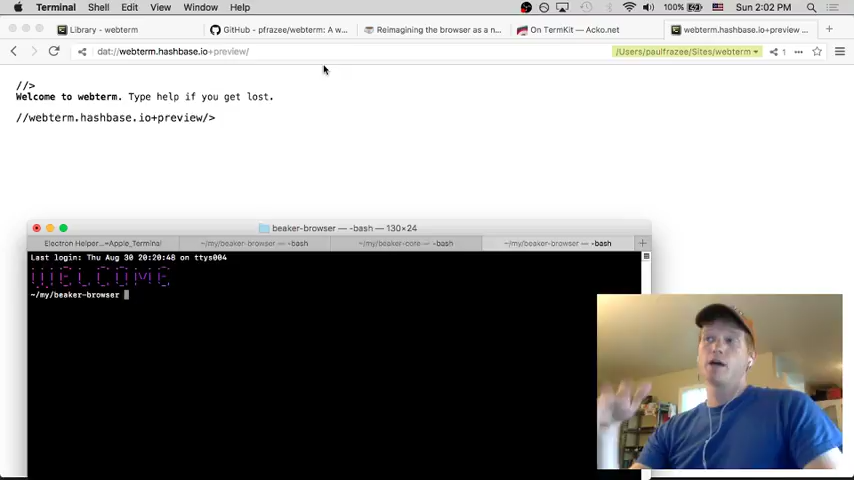 Terminal Shell Edit View Window Help 100% Sun 2:02 PM
Library - webterm GitHub - pfrazee/webterm: A w... Reimagining the browser as a n... On TermKit — Acko.net webterm.hashbase.io+preview ...
dat://webterm.hashbase.io+preview/ /Users/paulfrazee/Sites/webterm 1
//>
Welcome to webterm. Type help if you get lost.
//webterm.hashbase.io+preview/>
beaker-browser — -bash — 130×24
Electron Helper...=Apple_Terminal ~/my/beaker-browser — -bash ~/my/beaker-core — -bash ~/my/beaker-browser — -bash
Last login: Thu Aug 30 20:20:48 on ttys004
WELCOME
~/my/beaker-browser